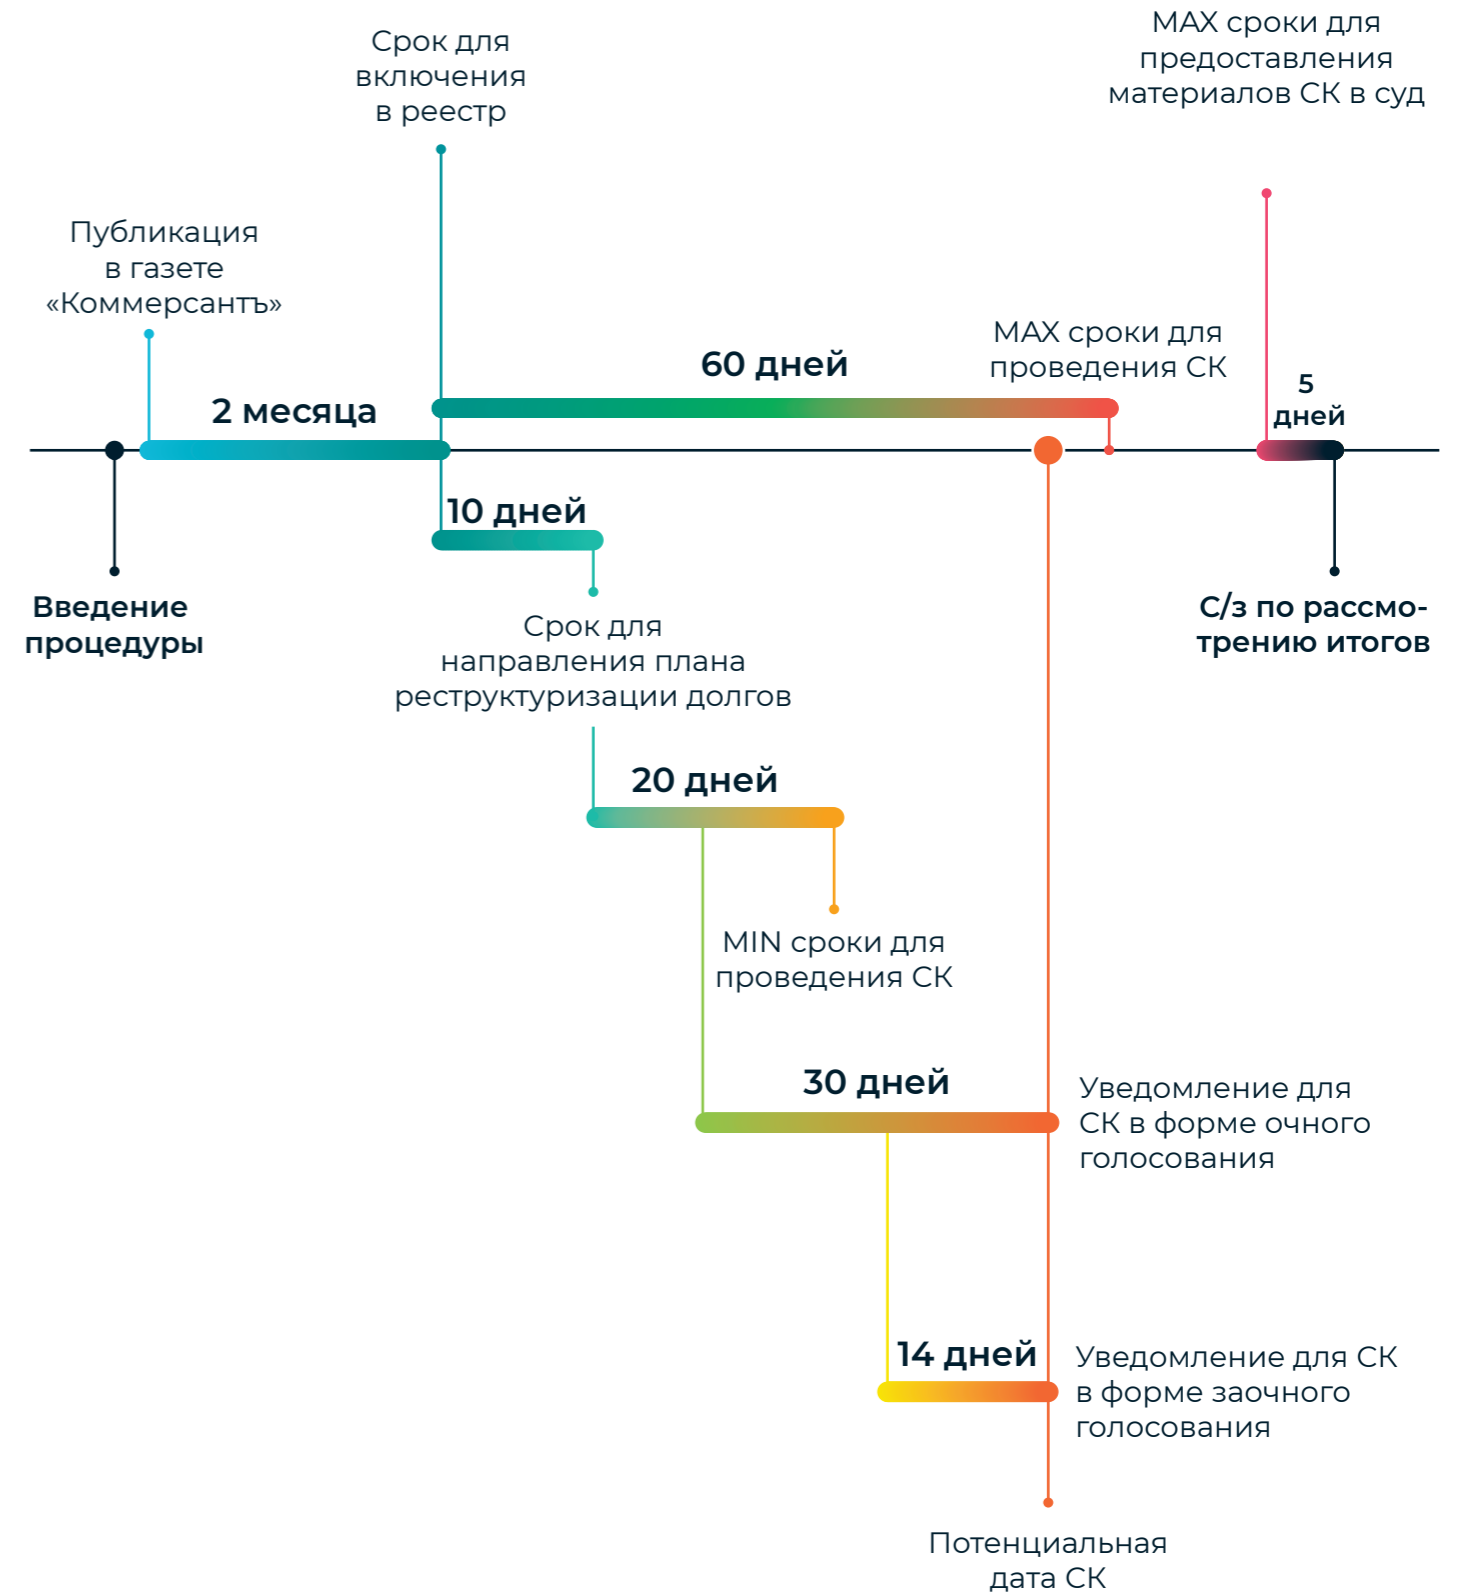 Срок для
включения
в реестр
MAX сроки для
предоставления
материалов СК в суд
Публикация
в газете
«Коммерсантъ»
2 месяца
60 дней
MAX сроки для
проведения СК
5
дней
10 дней
Введение
процедуры
Срок для
направления плана
реструктуризации долгов
С/з по рассмо-
трению итогов
20 дней
MIN сроки для
проведения СК
30 дней
Уведомление для
СК в форме очного
голосования
14 дней
Уведомление для СК
в форме заочного
голосования
Потенциальная
дата СК